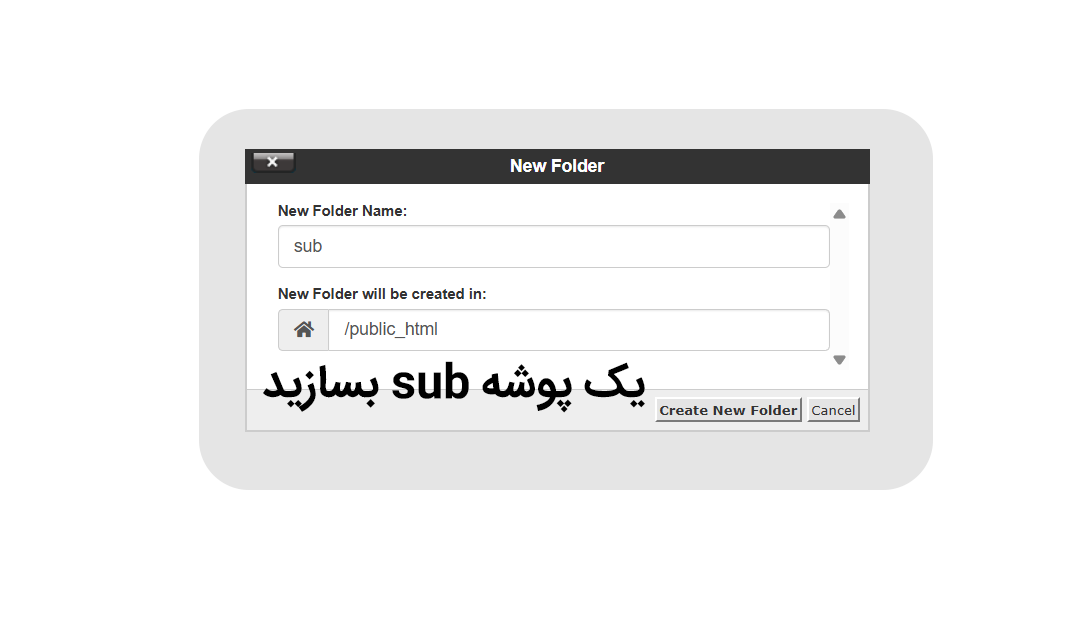 New Folder
New Folder Name:
sub
New Folder will be created in:
/public_html
یک پوشه sub بسازید
Create New Folder Cancel